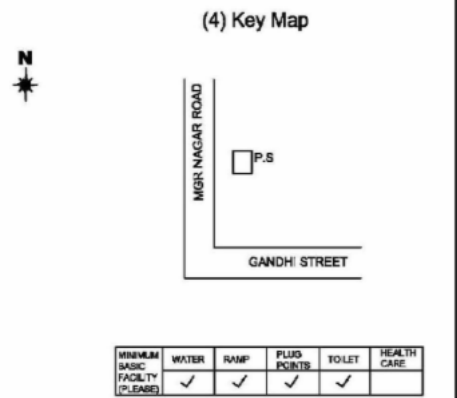 (4) Key Map
N
MGR NAGAR ROAD
P.S
GANDHI STREET
MINIMUM BASIC FACILITY (PLEASE) WATER RAMP PLUG POINTS TOILET HEALTH CARE
✓ ✓ ✓ ✓